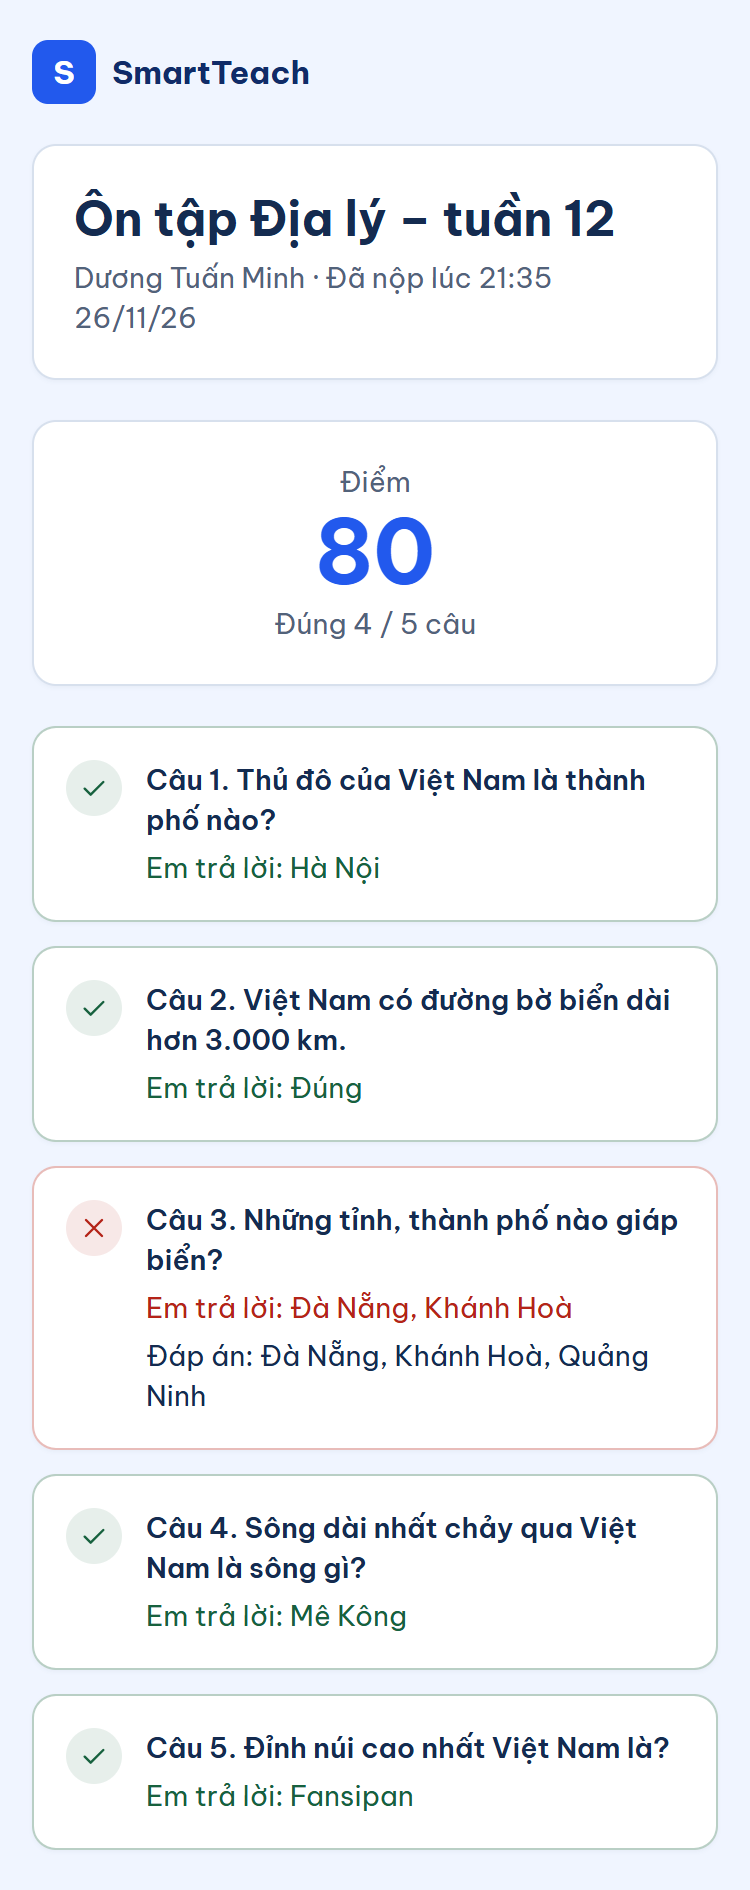 S
SmartTeach
Ôn tập Địa lý – tuần 12
Dương Tuấn Minh · Đã nộp lúc 21:35
26/11/26
Điểm
80
Đúng 4 / 5 câu
Câu 1. Thủ đô của Việt Nam là thành
phố nào?
Em trả lời: Hà Nội
Câu 2. Việt Nam có đường bờ biển dài
hơn 3.000 km.
Em trả lời: Đúng
Câu 3. Những tỉnh, thành phố nào giáp
biển?
Em trả lời: Đà Nẵng, Khánh Hoà
Đáp án: Đà Nẵng, Khánh Hoà, Quảng
Ninh
Câu 4. Sông dài nhất chảy qua Việt
Nam là sông gì?
Em trả lời: Mê Kông
Câu 5. Đỉnh núi cao nhất Việt Nam là?
Em trả lời: Fansipan